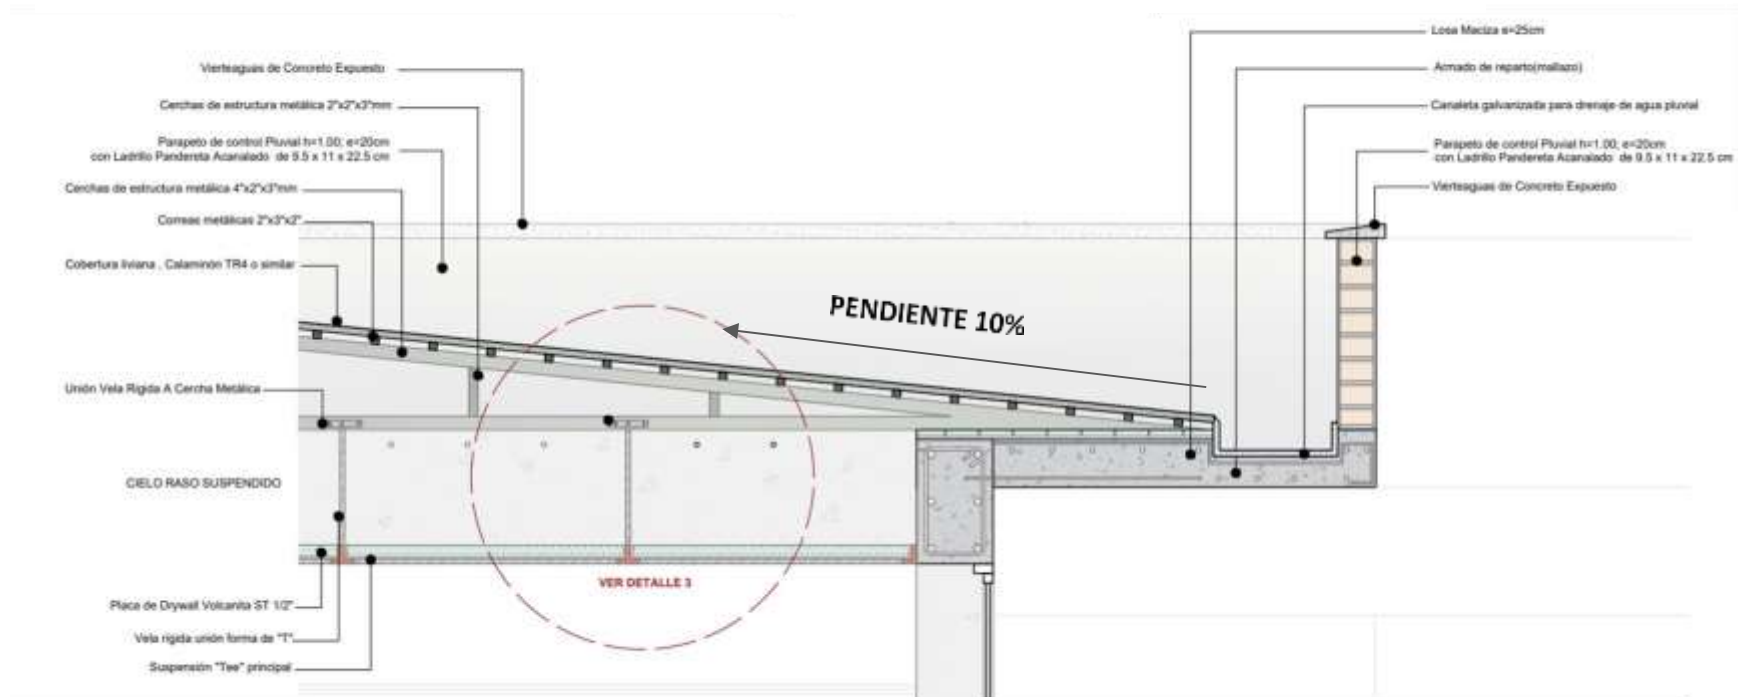 Vierteaguas de Concreto Expuesto
Cerchas de estructura metálica 2"x2"x3"mm
Parapeto de control Pluvial h=1.00; e=20cm
con Ladrillo Pandereta Acanalado de 9.5 x 11 x 22.5 cm
Cerchas de estructura metálica 4"x2"x3"mm
Correas metálicas 2"x3"x2"
Cobertura liviana , Calaminón TR4 o similar
Unión Vela Rigida A Cercha Metálica
CIELO RASO SUSPENDIDO
Placa de Drywall Volcanita ST 1/2"
Vela rigida unión forma de "T"
Suspensión "Tee" principal
PENDIENTE 10%
VER DETALLE 3
Losa Maciza e=25cm
Armado de reparto(mallazo)
Canaleta galvanizada para drenaje de agua pluvial
Parapeto de control Pluvial h=1.00; e=20cm
con Ladrillo Pandereta Acanalado de 9.5 x 11 x 22.5 cm
Vierteaguas de Concreto Expuesto